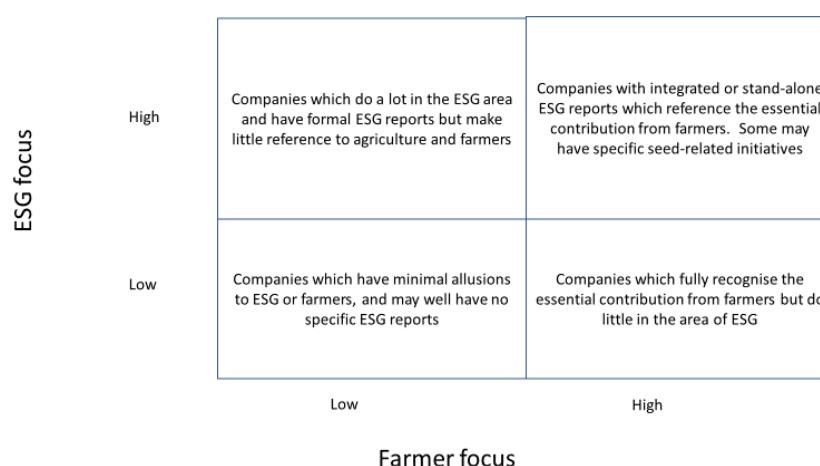 Companies which do a lot in the ESG area
and have formal ESG reports but make
little reference to agriculture and farmers
Companies with integrated or stand-alone
ESG reports which reference the essential
contribution from farmers. Some may
have specific seed-related initiatives
High
ESG focus
Low
Companies which have minimal allusions
to ESG or farmers, and may well have no
specific ESG reports
Companies which fully recognise the
essential contribution from farmers but do
little in the area of ESG
Low
High
Farmer focus